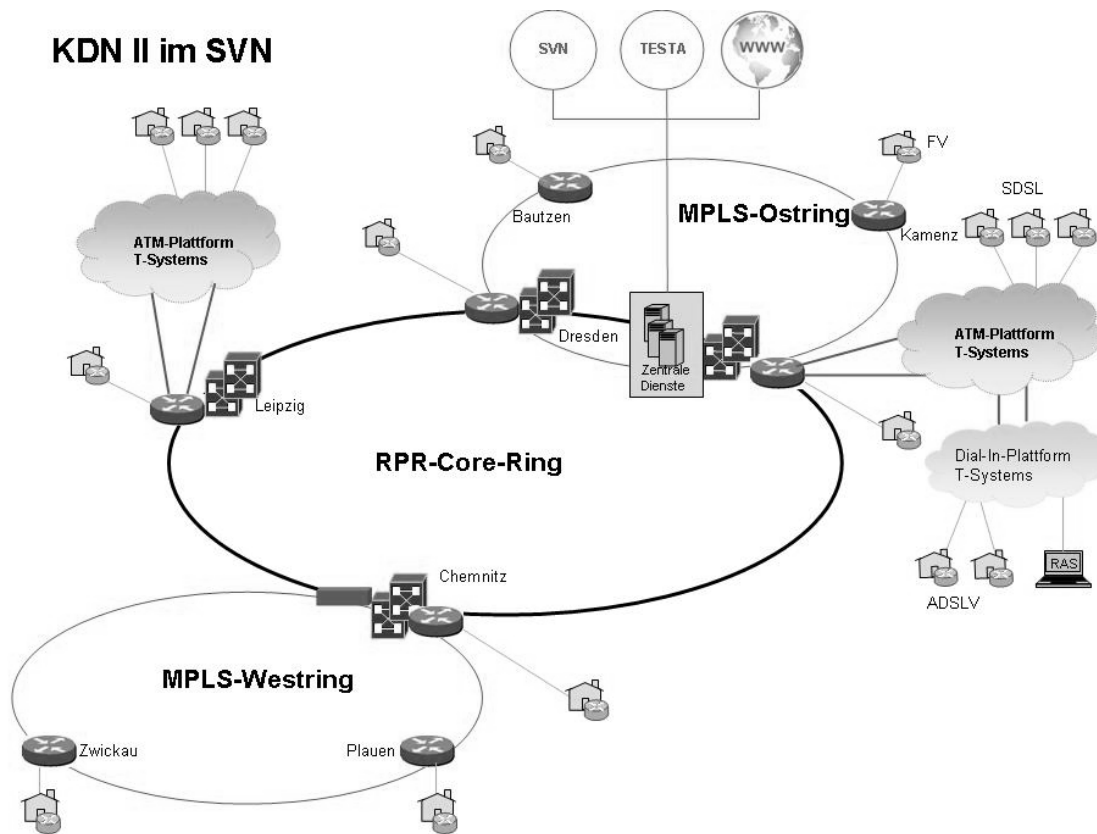 KDN II im SVN
SVN
TESTA
WWW
FV
SDSL
Bautzen
MPLS-Ostring
Kamenz
ATM-Plattform
T-Systems
Dresden
ATM-Plattform
T-Systems
Zentrale
Dienste
Leipzig
RPR-Core-Ring
Dial-In-Plattform
T-Systems
Chemnitz
RAS
ADSLV
MPLS-Westring
Zwickau
Plauen